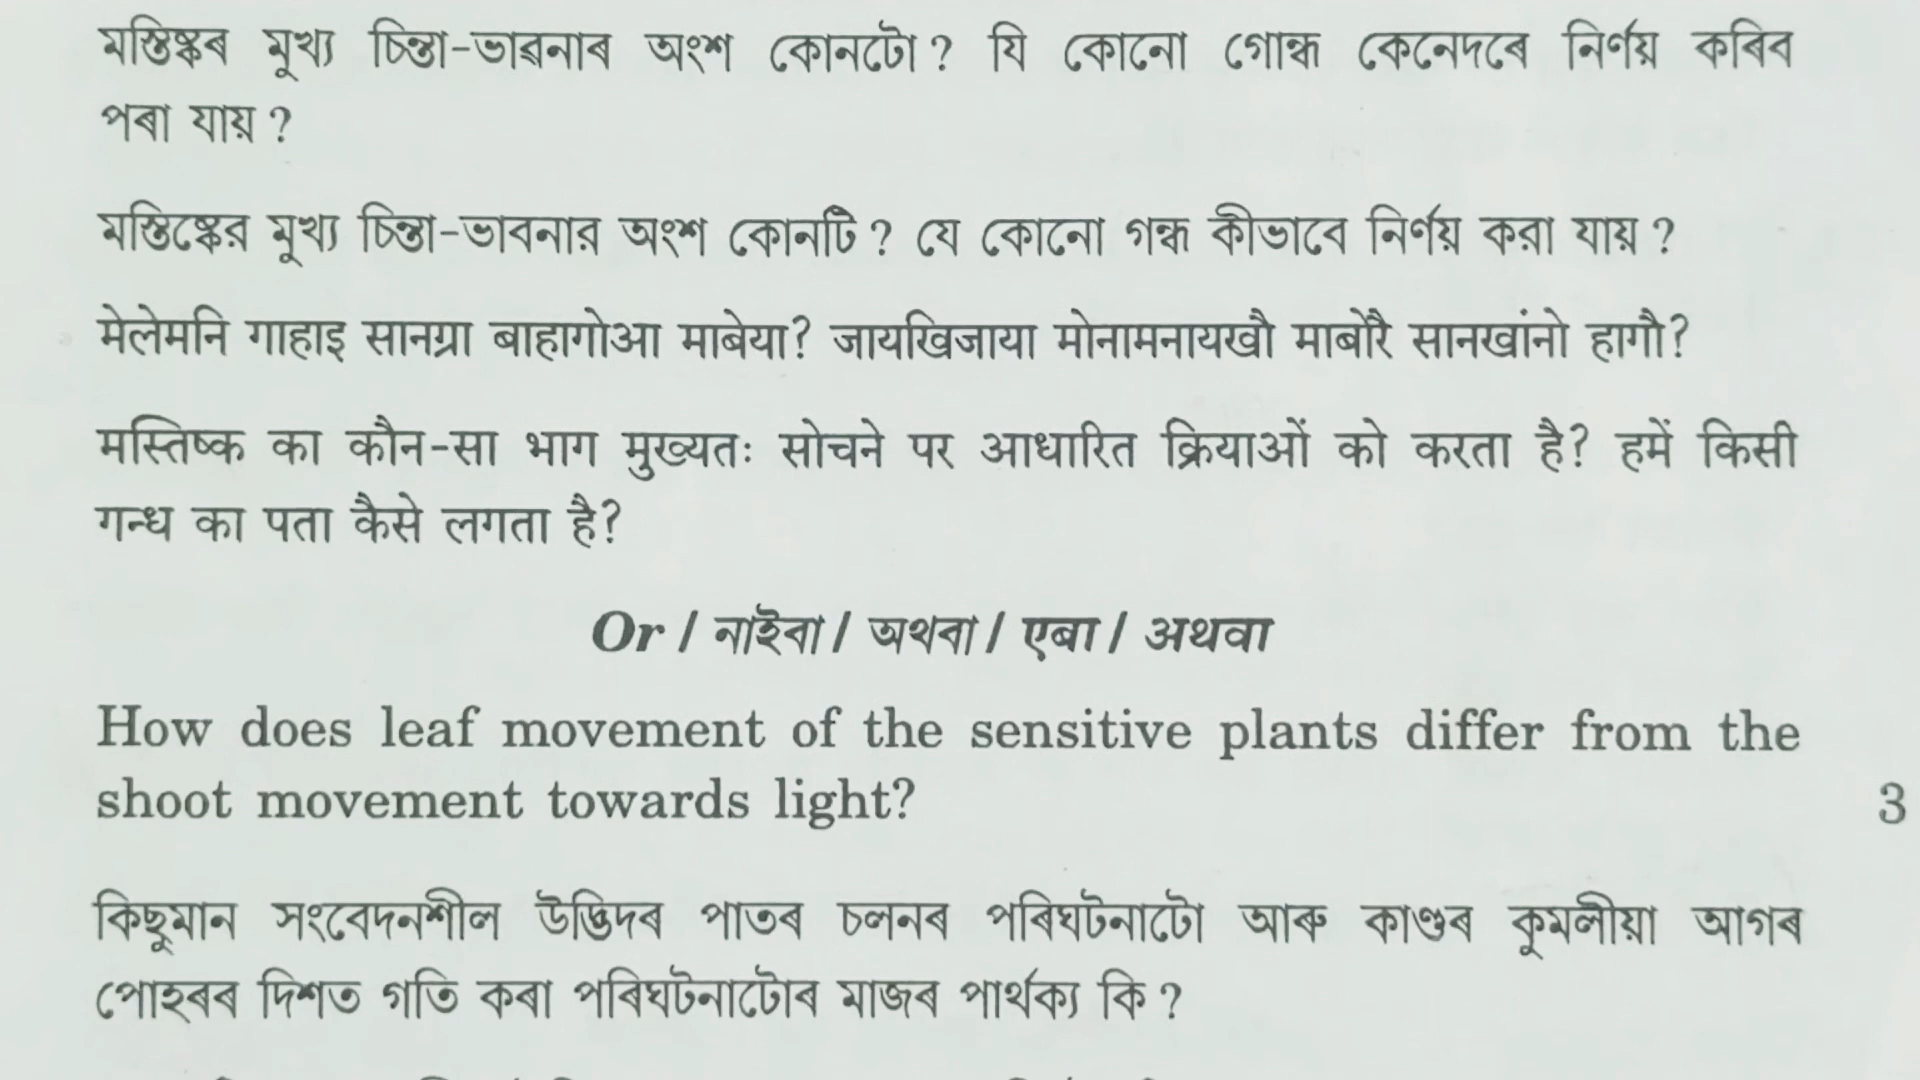 মস্তিষ্কৰ মুখ্য চিন্তা-ভাৱনাৰ অংশ কোনটো? যি কোনো গোন্ধ কেনেদৰে নিৰ্ণয় কৰিব
পৰা যায়?
মস্তিষ্কের মুখ্য চিন্তা-ভাবনার অংশ কোনটি? যে কোনো গন্ধ কীভাবে নির্ণয় করা যায়?
मेलेमनि गाहाइ सानग्रा बाहागोआ माबेया? जायखिजाया मोनामनायखौ माबोरै सानखांनो हागौ?
मस्तिष्क का कौन-सा भाग मुख्यतः सोचने पर आधारित क्रियाओं को करता है? हमें किसी
गन्ध का पता कैसे लगता है?
Or / নাইবা / অথবা / एबा / अथवा
How does leaf movement of the sensitive plants differ from the
shoot movement towards light? 3
কিছুমান সংবেদনশীল উদ্ভিদৰ পাতৰ চলনৰ পৰিঘটনাটো আৰু কাণ্ডৰ কুমলীয়া আগৰ
পোহৰৰ দিশত গতি কৰা পৰিঘটনাটোৰ মাজৰ পাৰ্থক্য কি?